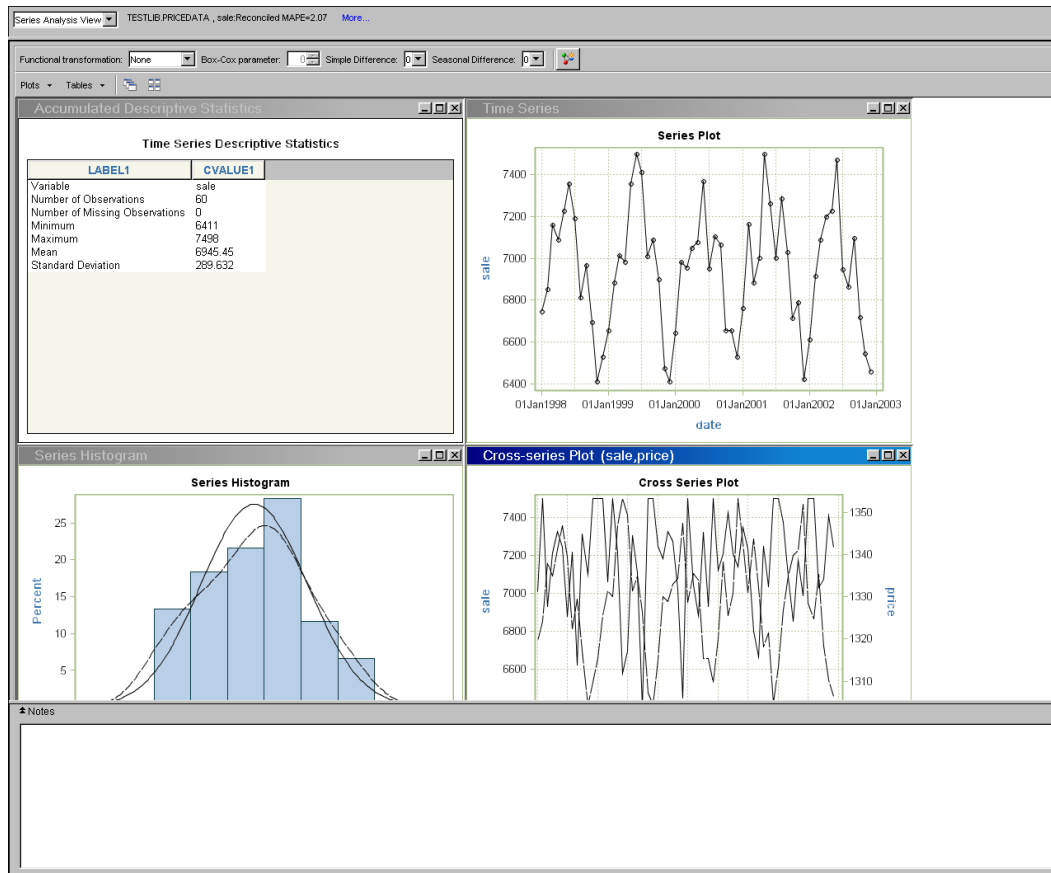 Series Analysis View TESTLIB.PRICEDATA , sale:Reconciled MAPE=2.07 More...
Functional transformation: None Box-Cox parameter: 0 Simple Difference: 0 Seasonal Difference: 0
Plots Tables
Accumulated Descriptive Statistics
Time Series Descriptive Statistics
LABEL1 CVALUE1
Variable sale
Number of Observations 60
Number of Missing Observations 0
Minimum 6411
Maximum 7498
Mean 6945.45
Standard Deviation 289.632
Time Series
Series Plot
7400
7200
7000
6800
6600
6400
sale
01Jan1998 01Jan1999 01Jan2000 01Jan2001 01Jan2002 01Jan2003
date
Series Histogram
Series Histogram
25
20
15
10
5
Percent
Cross-series Plot (sale,price)
Cross Series Plot
7400
7200
7000
6800
6600
sale
1350
1340
1330
1320
1310
price
Notes